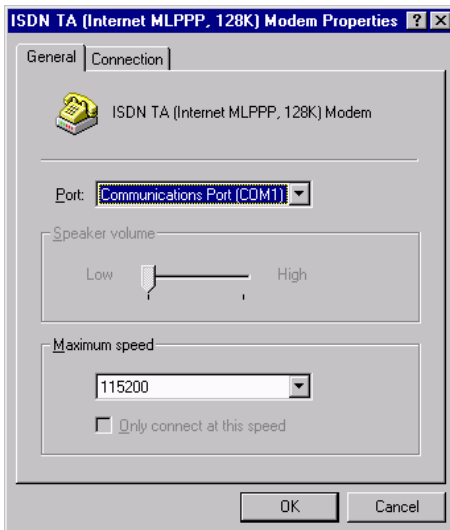 ISDN TA (Internet MLPPP, 128K) Modem Properties
General Connection
ISDN TA (Internet MLPPP, 128K) Modem
Port: Communications Port (COM1)
Speaker volume
Low High
Maximum speed
115200
Only connect at this speed
OK Cancel